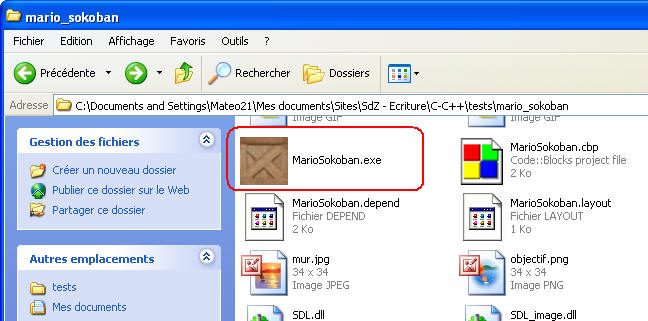 mario_sokoban
Fichier Edition Affichage Favoris Outils ?
Précédente Rechercher Dossiers
Adresse C:\Documents and Settings\Mateo21\Mes documents\Sites\SdZ - Ecriture\C-C++\tests\mario_sokoban
Gestion des fichiers
Créer un nouveau dossier
Publier ce dossier sur le Web
Partager ce dossier
Autres emplacements
tests
Mes documents
Image GIF
Image GIF
MarioSokoban.exe
MarioSokoban.cbp
Code::Blocks project file
2 Ko
MarioSokoban.depend
Fichier DEPEND
2 Ko
MarioSokoban.layout
Fichier LAYOUT
1 Ko
mur.jpg
34 x 34
Image JPEG
objectif.png
34 x 34
Image PNG
SDL.dll
SDL_image.dll